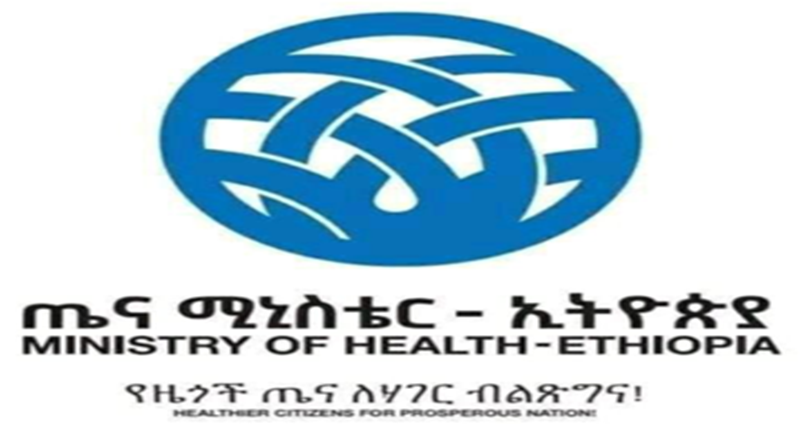 ጤና ሚኒስቴር - ኢትዮጵያ
MINISTRY OF HEALTH-ETHIOPIA
የዜጎች ጤና ለሃገር ብልጽግና!
HEALTHIER CITIZENS FOR PROSPEROUS NATION!